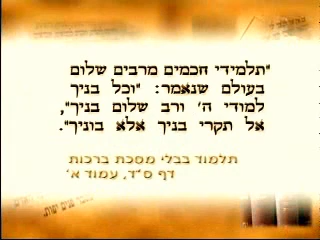 "תלמידי חכמים מרבים שלום
בעולם שנאמר: "וכל בניך
למודי ה' ורב שלום בניך",
אל תקרי בניך אלא בוניך".
תלמוד בבלי מסכת ברכות
דף ס"ד, עמוד א'